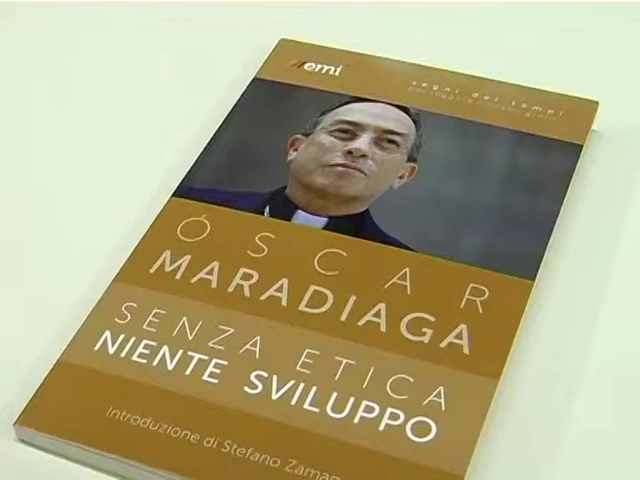 emi
segni dei tempi
ÓSCAR
MARADIAGA
SENZA ETICA
NIENTE SVILUPPO
Introduzione di Stefano